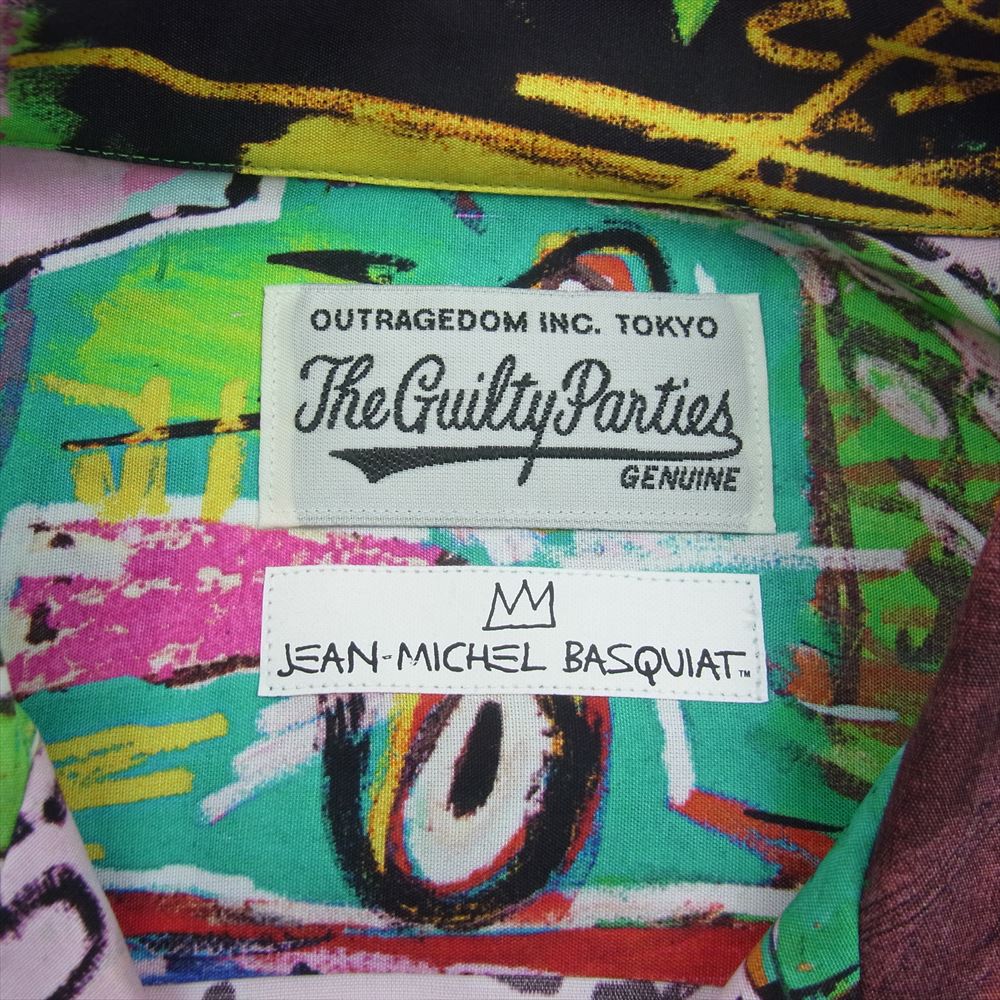 OUTRAGEDOM INC. TOKYO
The Guilty Parties
GENUINE
JEAN-MICHEL BASQUIAT™